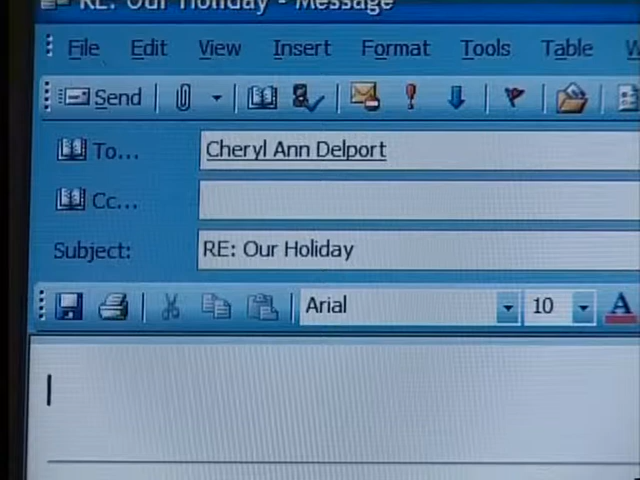 RE: Our Holiday - Message
File Edit View Insert Format Tools Table W
Send
To... Cheryl Ann Delport
Cc...
Subject: RE: Our Holiday
Arial 10 A